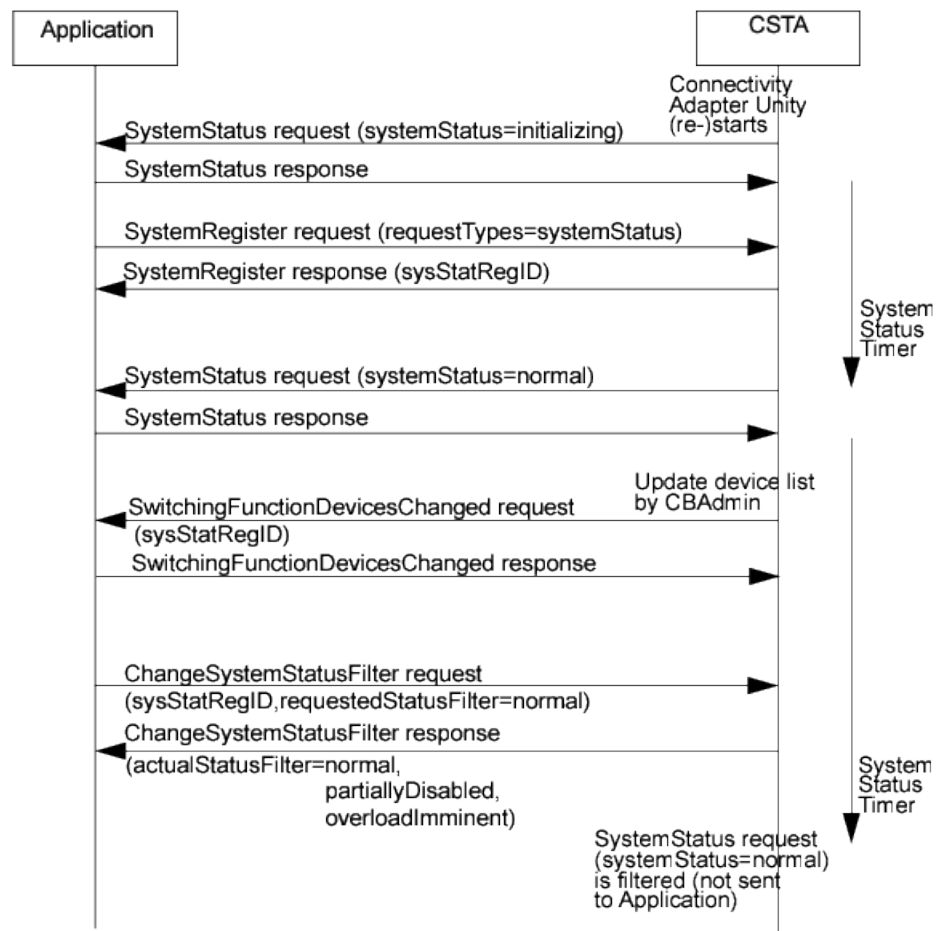 Application
CSTA
Connectivity
Adapter Unity
(re-)starts
SystemStatus request (systemStatus=initializing)
SystemStatus response
SystemRegister request (requestTypes=systemStatus)
SystemRegister response (sysStatRegID)
System
Status
Timer
SystemStatus request (systemStatus=normal)
SystemStatus response
Update device list
by CBAdmin
SwitchingFunctionDevicesChanged request
(sysStatRegID)
SwitchingFunctionDevicesChanged response
ChangeSystemStatusFilter request
(sysStatRegID,requestedStatusFilter=normal)
ChangeSystemStatusFilter response
(actualStatusFilter=normal,
partiallyDisabled,
overloadImminent)
System
Status
Timer
SystemStatus request
(systemStatus=normal)
is filtered (not sent
to Application)